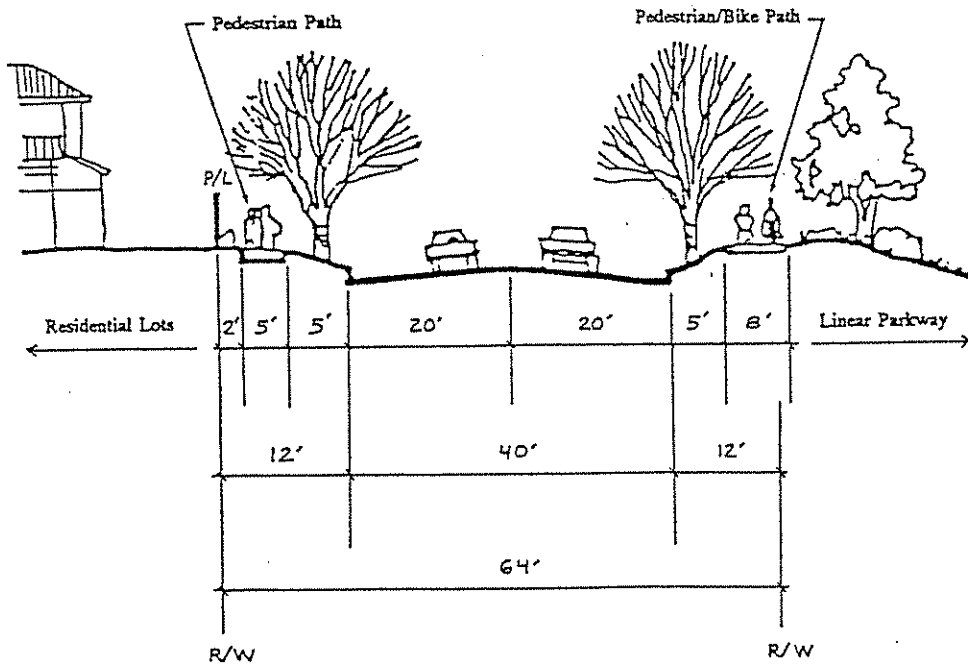 Pedestrian Path
Pedestrian/Bike Path
P/L
Residential Lots
2' 5' 5' 20' 20' 5' 8'
Linear Parkway
12' 40' 12'
64'
R/W R/W